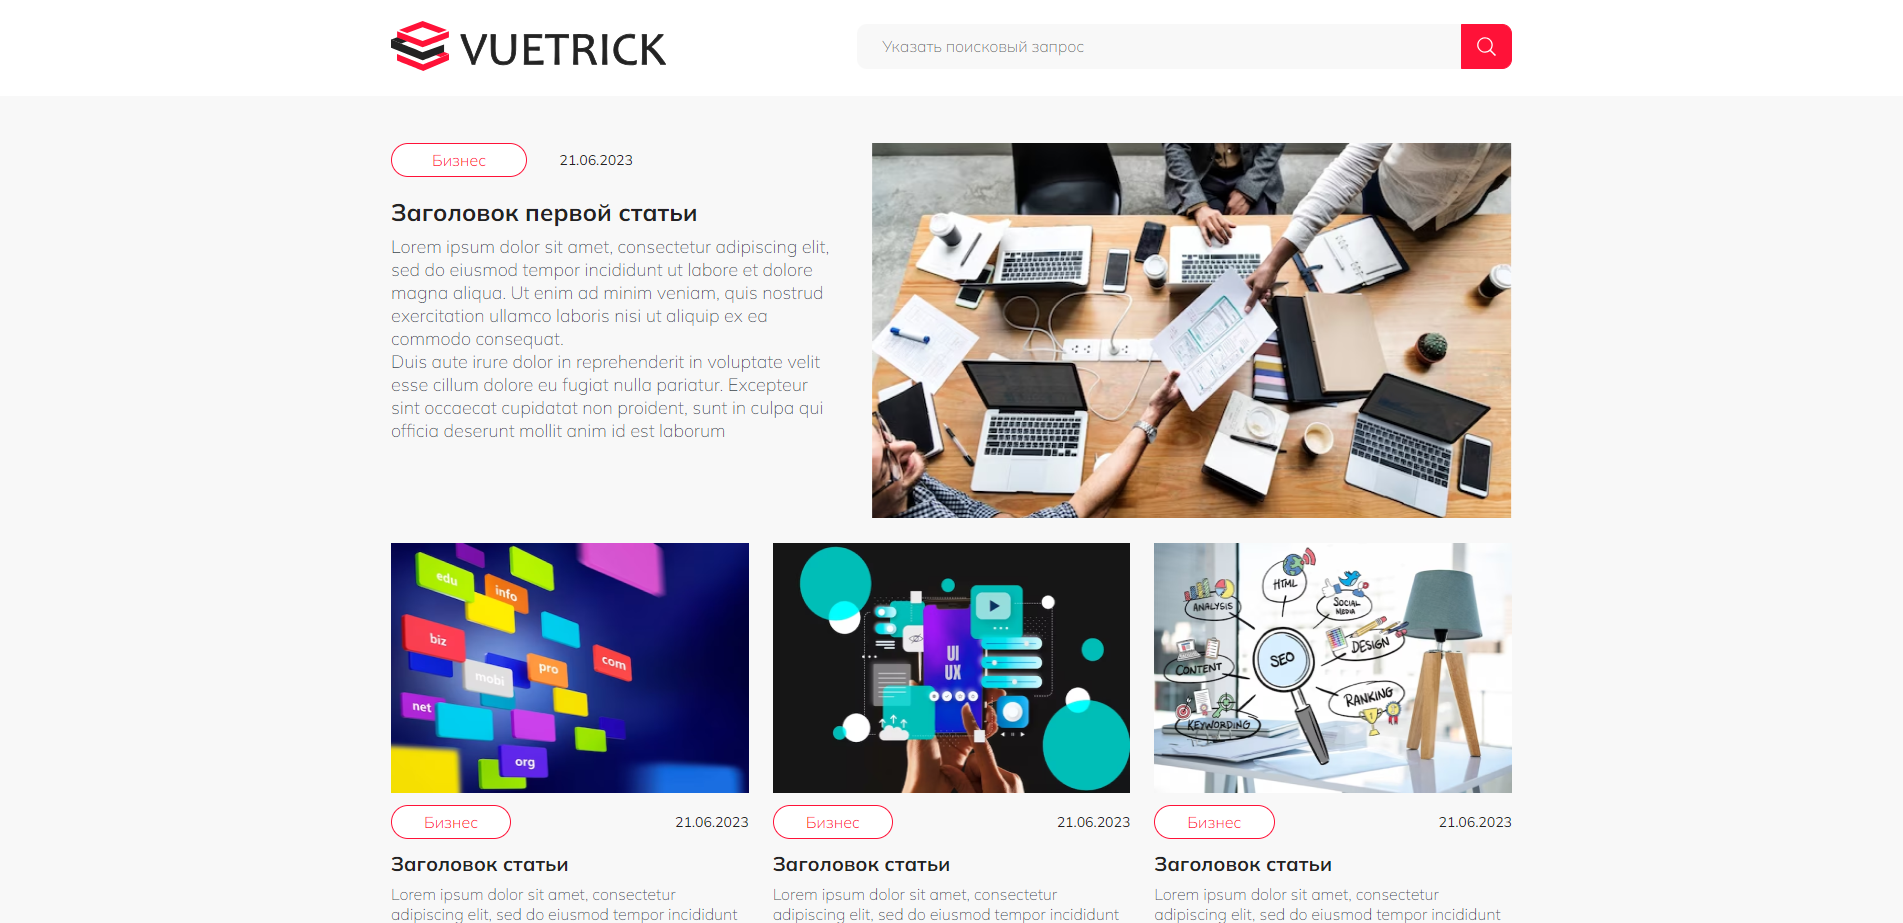 VUETRICK
Указать поисковый запрос
Бизнес
21.06.2023
Заголовок первой статьи
Lorem ipsum dolor sit amet, consectetur adipiscing elit,
sed do eiusmod tempor incididunt ut labore et dolore
magna aliqua. Ut enim ad minim veniam, quis nostrud
exercitation ullamco laboris nisi ut aliquip ex ea
commodo consequat.
Duis aute irure dolor in reprehenderit in voluptate velit
esse cillum dolore eu fugiat nulla pariatur. Excepteur
sint occaecat cupidatat non proident, sunt in culpa qui
officia deserunt mollit anim id est laborum
edu
info
biz
pro
com
mobi
net
org
UI
UX
HTML
ANALYSIS
SOCIAL
MEDIA
DESIGN
SEO
CONTENT
RANKING
KEYWORDING
Бизнес
21.06.2023
Заголовок статьи
Lorem ipsum dolor sit amet, consectetur
adipiscing elit, sed do eiusmod tempor incididunt
Бизнес
21.06.2023
Заголовок статьи
Lorem ipsum dolor sit amet, consectetur
adipiscing elit, sed do eiusmod tempor incididunt
Бизнес
21.06.2023
Заголовок статьи
Lorem ipsum dolor sit amet, consectetur
adipiscing elit, sed do eiusmod tempor incididunt